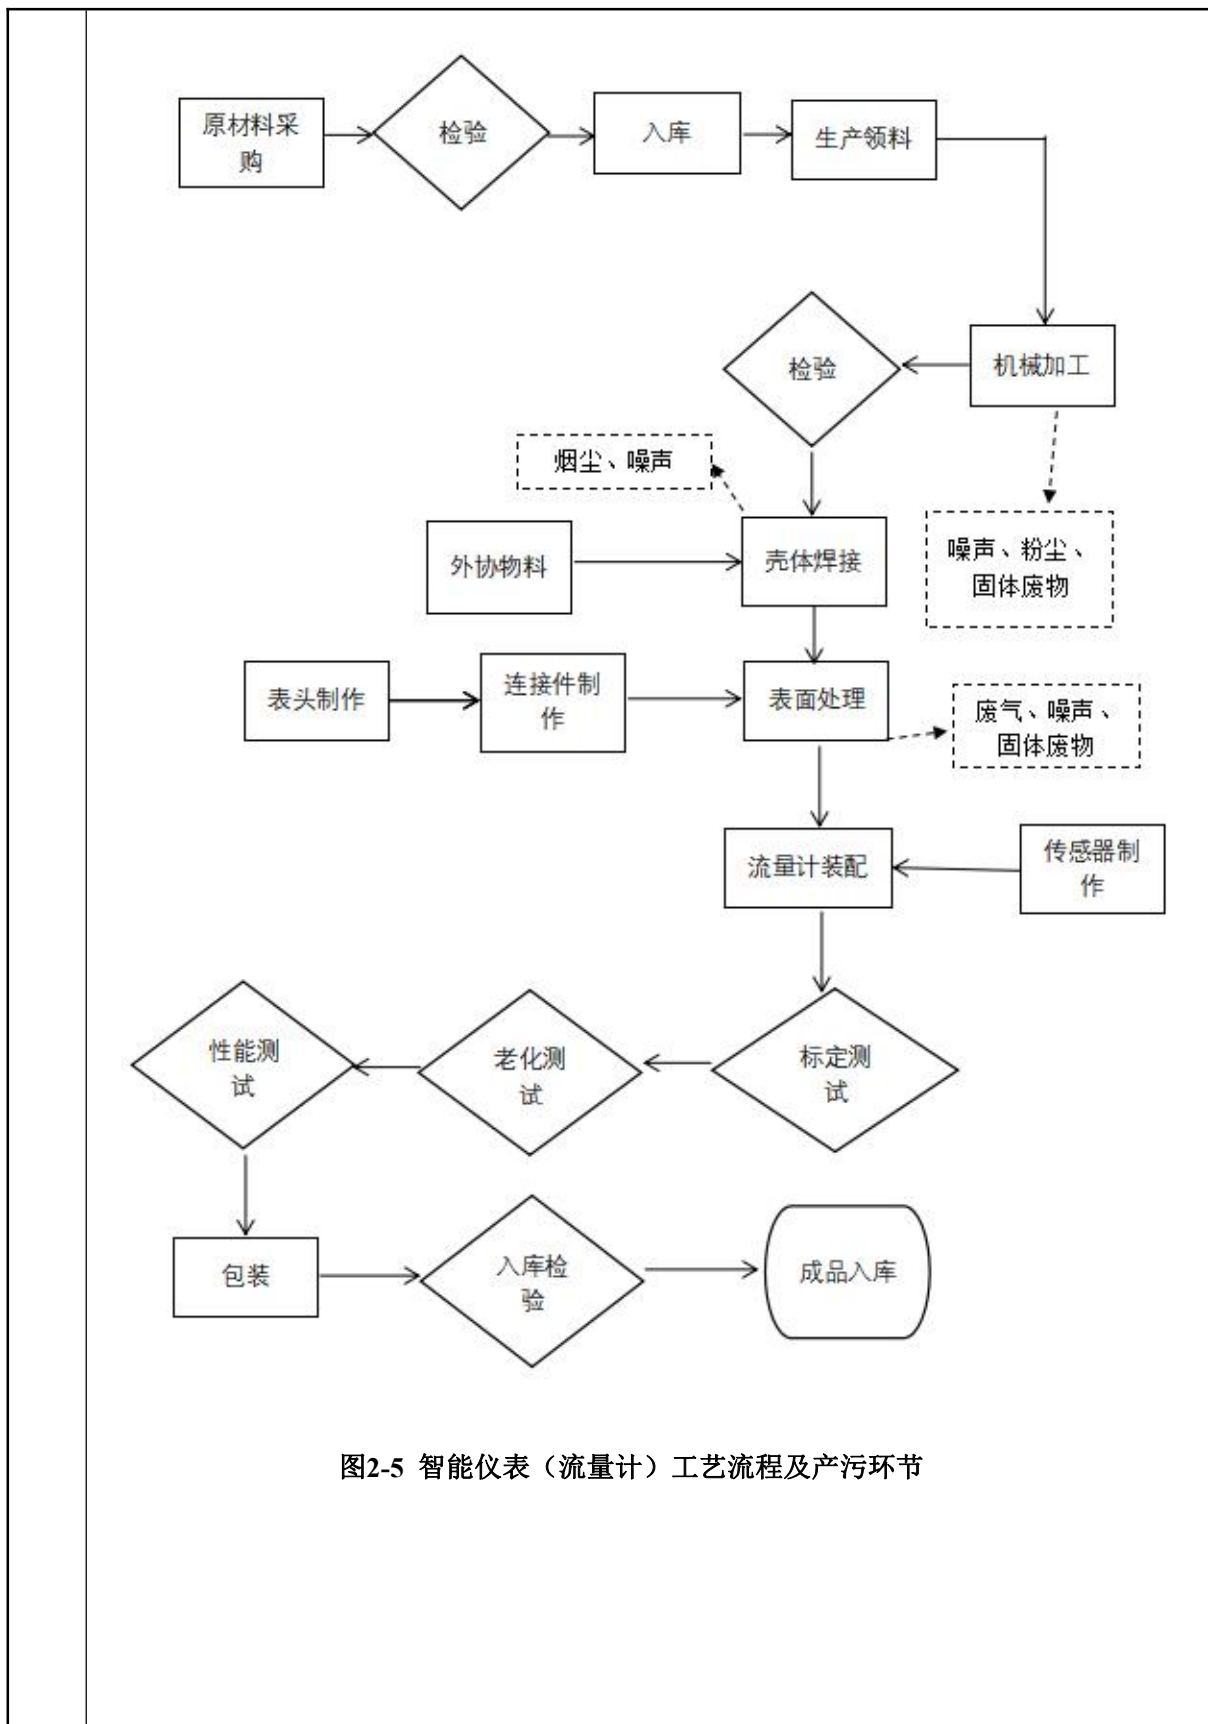 原材料采
购
检验
入库
生产领料
机械加工
检验
烟尘、噪声
噪声、粉尘、
固体废物
外协物料
壳体焊接
表头制作
连接件制
作
表面处理
废气、噪声、
固体废物
流量计装配
传感器制
作
性能测
试
老化测
试
标定测
试
包装
入库检
验
成品入库
图2-5 智能仪表（流量计）工艺流程及产污环节